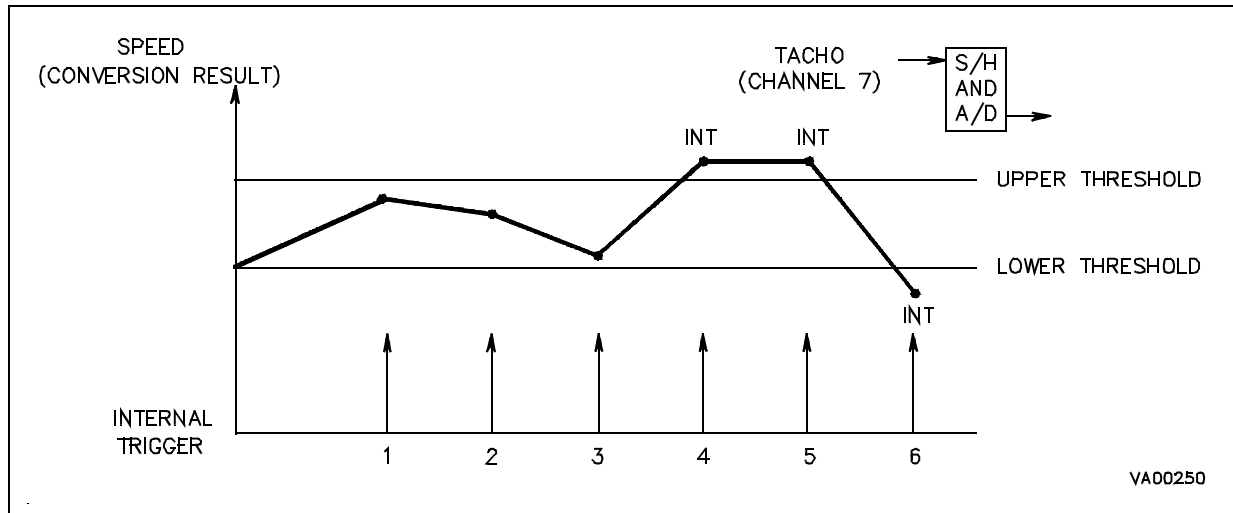 SPEED
(CONVERSION RESULT)
TACHO
(CHANNEL 7)
S/H
AND
A/D
INT
INT
UPPER THRESHOLD
LOWER THRESHOLD
INT
INTERNAL
TRIGGER
1
2
3
4
5
6
VA00250